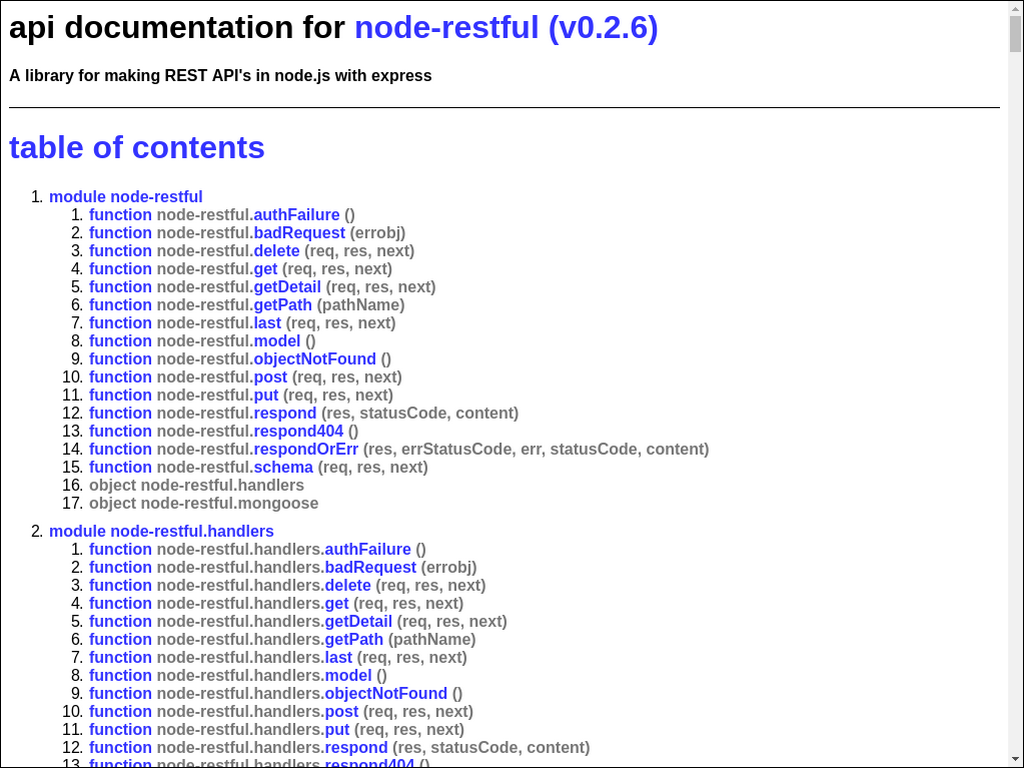 api documentation for node-restful (v0.2.6)
A library for making REST API's in node.js with express
table of contents
1. module node-restful
1. function node-restful.authFailure ()
2. function node-restful.badRequest (errobj)
3. function node-restful.delete (req, res, next)
4. function node-restful.get (req, res, next)
5. function node-restful.getDetail (req, res, next)
6. function node-restful.getPath (pathName)
7. function node-restful.last (req, res, next)
8. function node-restful.model ()
9. function node-restful.objectNotFound ()
10. function node-restful.post (req, res, next)
11. function node-restful.put (req, res, next)
12. function node-restful.respond (res, statusCode, content)
13. function node-restful.respond404 ()
14. function node-restful.respondOrErr (res, errStatusCode, err, statusCode, content)
15. function node-restful.schema (req, res, next)
16. object node-restful.handlers
17. object node-restful.mongoose
2. module node-restful.handlers
1. function node-restful.handlers.authFailure ()
2. function node-restful.handlers.badRequest (errobj)
3. function node-restful.handlers.delete (req, res, next)
4. function node-restful.handlers.get (req, res, next)
5. function node-restful.handlers.getDetail (req, res, next)
6. function node-restful.handlers.getPath (pathName)
7. function node-restful.handlers.last (req, res, next)
8. function node-restful.handlers.model ()
9. function node-restful.handlers.objectNotFound ()
10. function node-restful.handlers.post (req, res, next)
11. function node-restful.handlers.put (req, res, next)
12. function node-restful.handlers.respond (res, statusCode, content)
13. function node-restful.handlers.respond404 ()